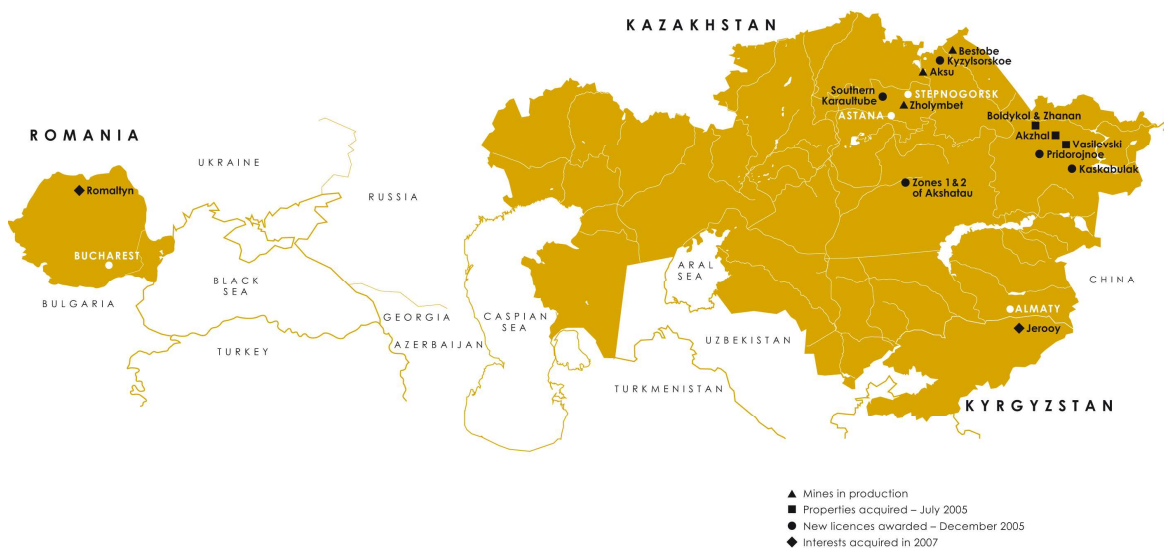 KAZAKHSTAN
Bestobe
Kyzylsorskoe
Aksu
Southern
Karaultube
STEPNOGORSK
Zholymbet
ASTANA
Boldykol & Zhanan
Akzhal
Vasilevski
Pridorojnoe
Kaskabulak
Zones 1 & 2
of Akshatau
ROMANIA
UKRAINE
Romaltyn
RUSSIA
BUCHAREST
BLACK
SEA
BULGARIA
GEORGIA
TURKEY
AZERBAIJAN
CASPIAN
SEA
ARAL
SEA
CHINA
ALMATY
Jerooy
UZBEKISTAN
TURKMENISTAN
KYRGYZSTAN
Mines in production
Properties acquired – July 2005
New licences awarded – December 2005
Interests acquired in 2007